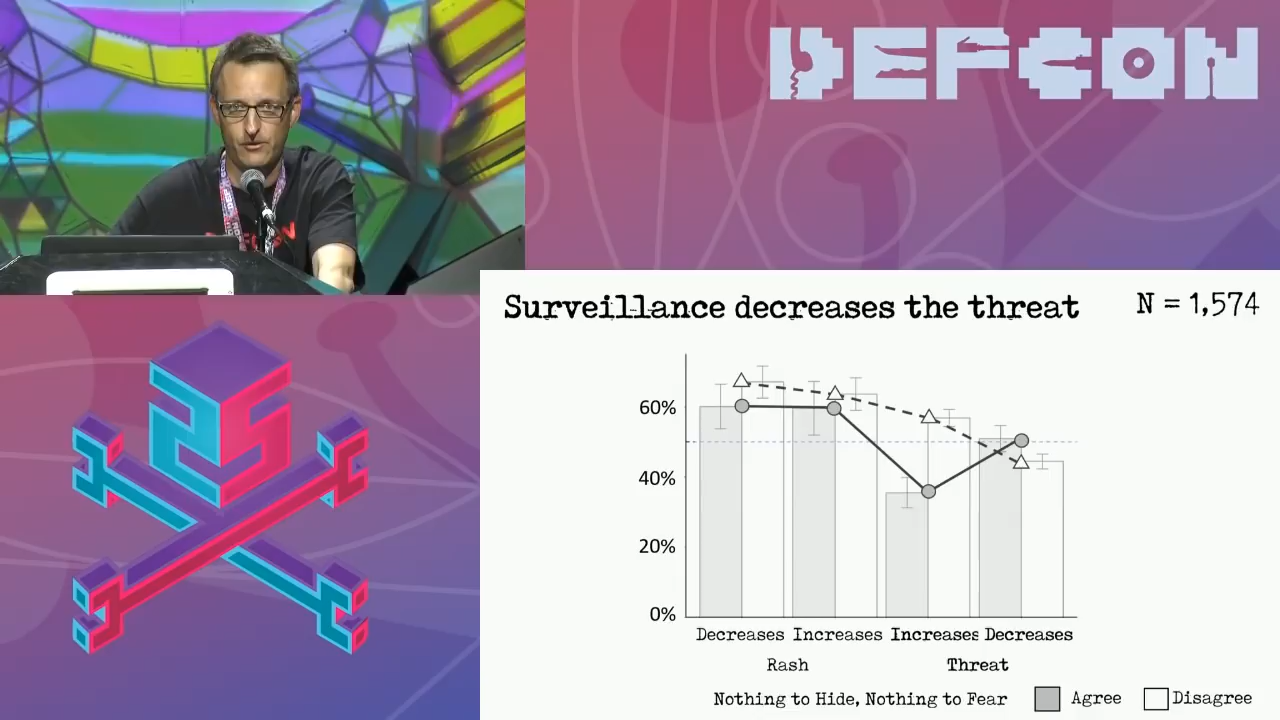 DEFCON
Surveillance decreases the threat
N = 1,574
60%
40%
20%
0%
Decreases Increases Increases Decreases
Rash Threat
Nothing to Hide, Nothing to Fear Agree Disagree